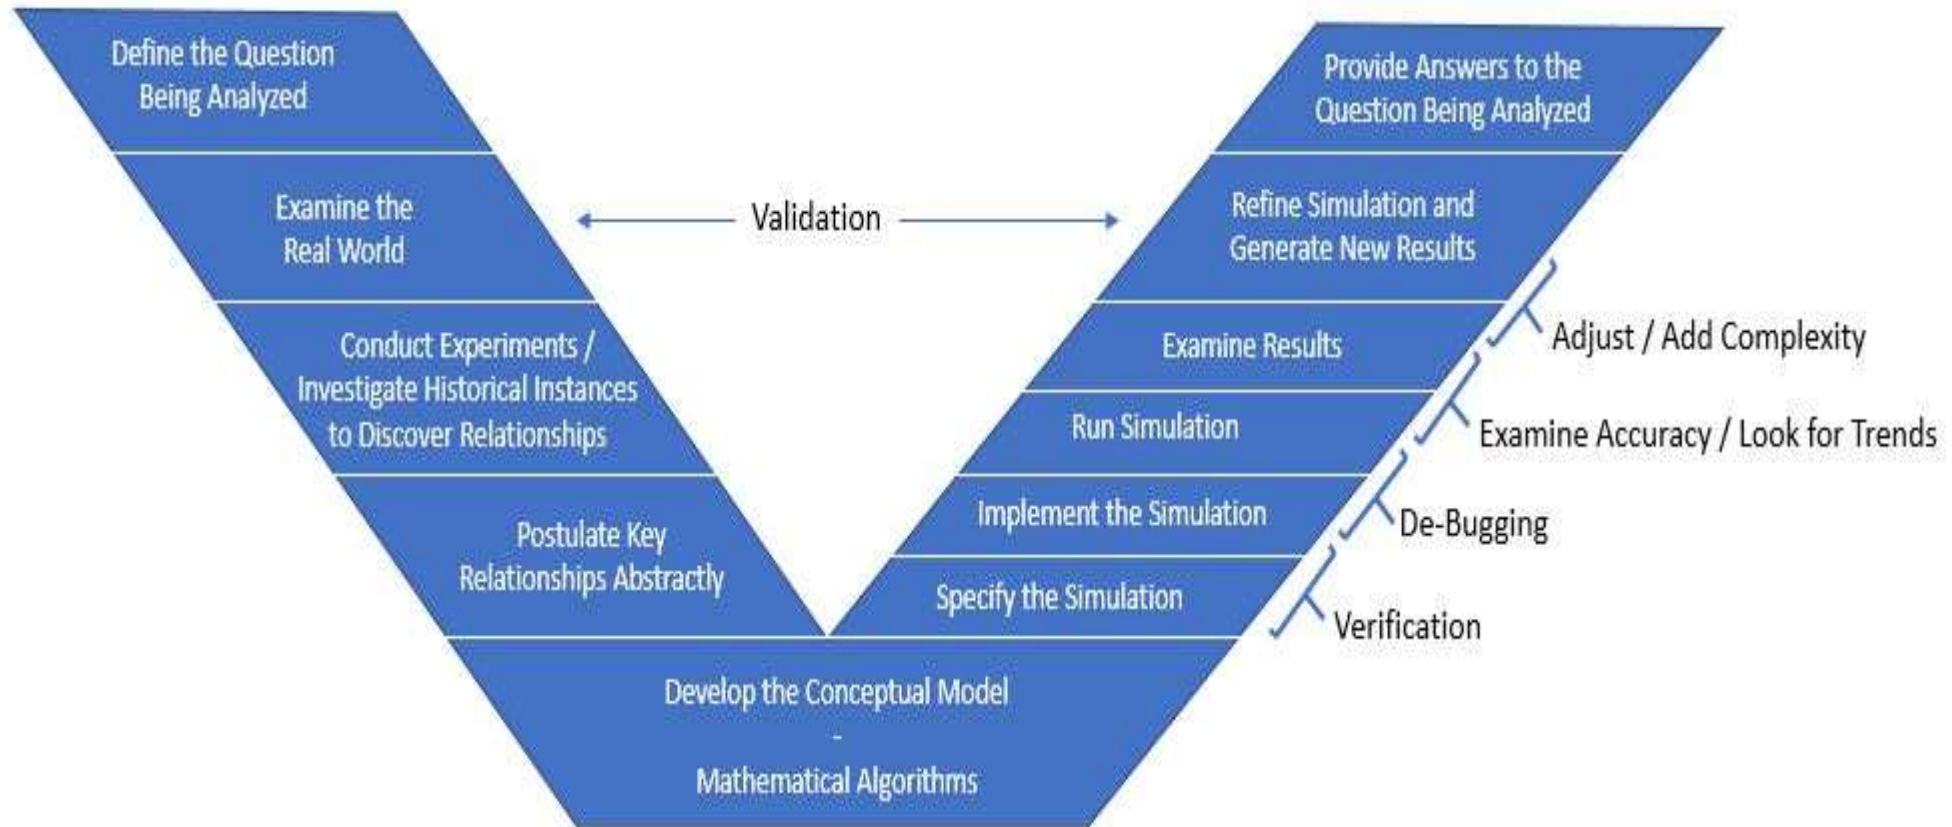 Define the Question
Being Analyzed
Examine the
Real World
Conduct Experiments /
Investigate Historical Instances
to Discover Relationships
Postulate Key
Relationships Abstractly
Develop the Conceptual Model
-
Mathematical Algorithms
Validation
Provide Answers to the
Question Being Analyzed
Refine Simulation and
Generate New Results
Examine Results
Run Simulation
Implement the Simulation
Specify the Simulation
Adjust / Add Complexity
Examine Accuracy / Look for Trends
De-Bugging
Verification